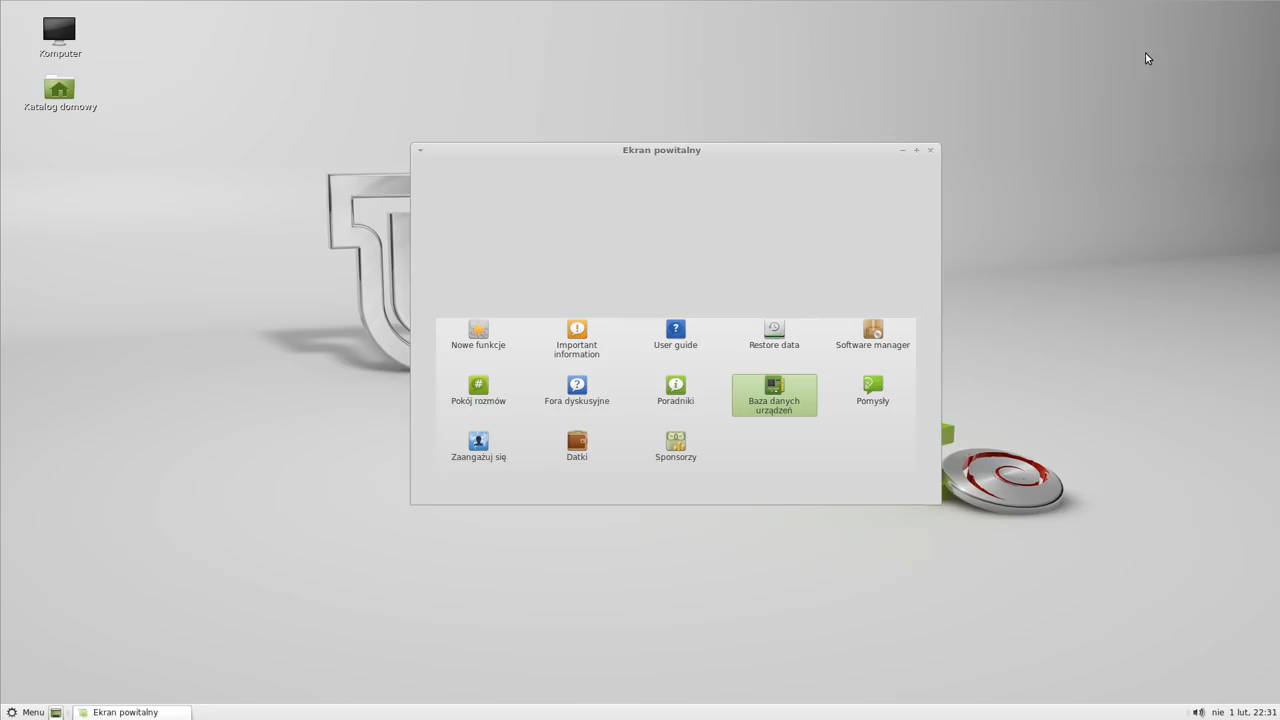 Komputer
Katalog domowy
Ekran powitalny
Nowe funkcje
Important
information
User guide
Restore data
Software manager
Pokój rozmów
Fora dyskusyjne
Poradniki
Baza danych
urządzeń
Pomysły
Zaangażuj się
Datki
Sponsorzy
Menu
Ekran powitalny
nie 1 lut, 22:31